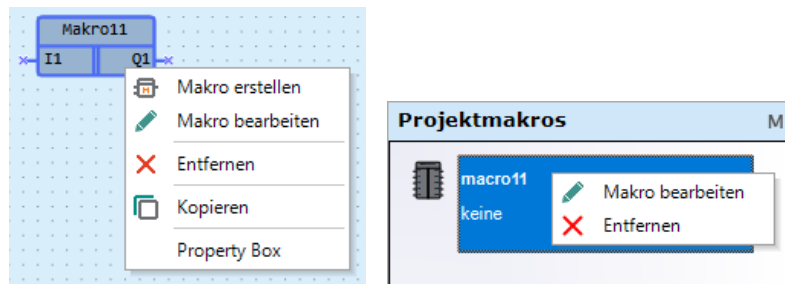 Makro11
I1 Q1
Makro erstellen
Makro bearbeiten
Entfernen
Kopieren
Property Box
Projektmakros M
macro11
keine
Makro bearbeiten
Entfernen